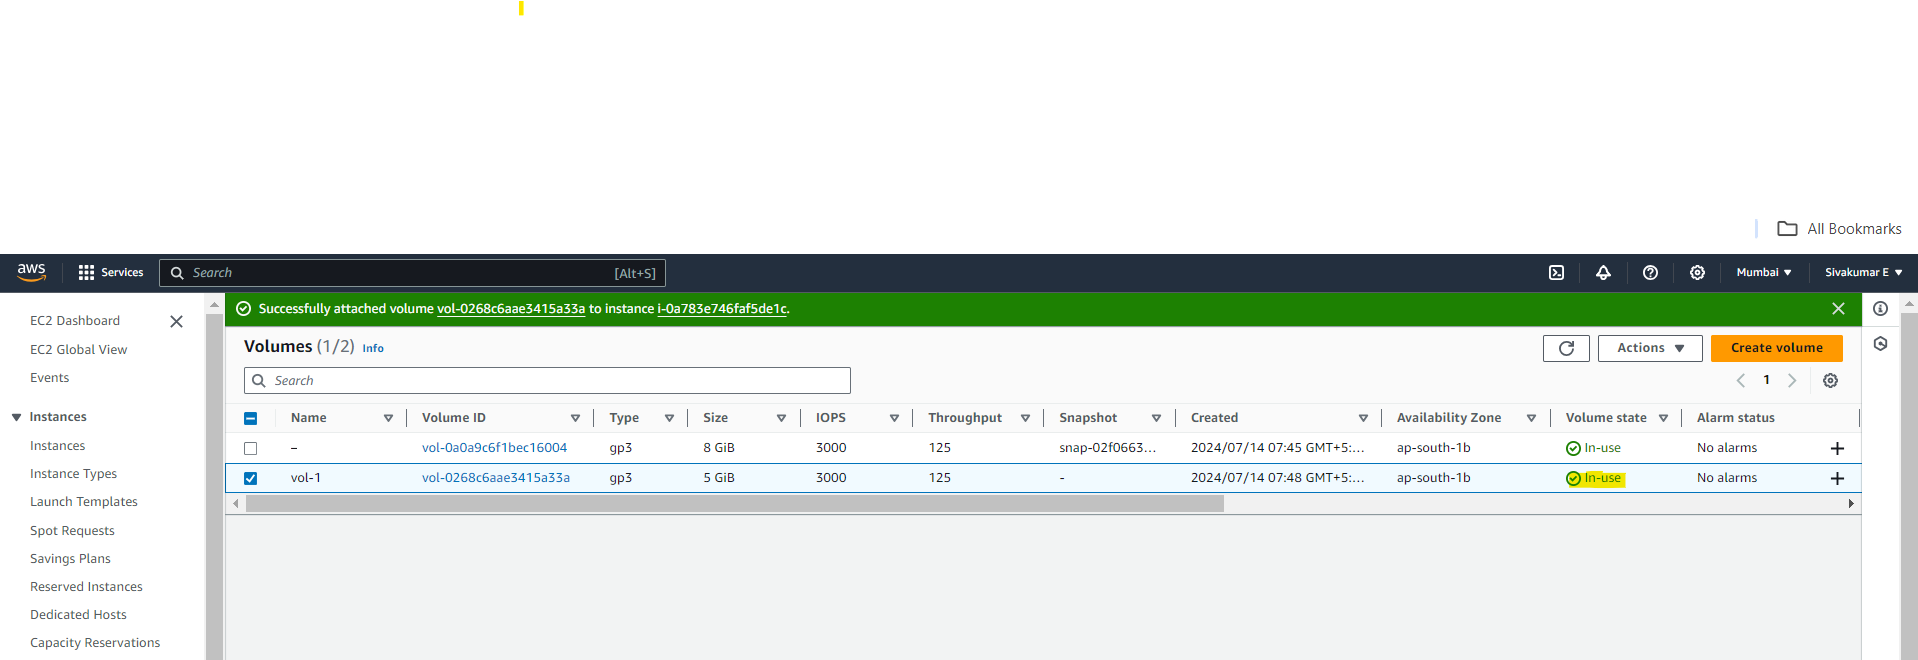 All Bookmarks
aws Services Search [Alt+S] Mumbai Sivakumar E
EC2 Dashboard
EC2 Global View
Events
Instances
Instances
Instance Types
Launch Templates
Spot Requests
Savings Plans
Reserved Instances
Dedicated Hosts
Capacity Reservations
Successfully attached volume vol-0268c6aae3415a33a to instance i-0a783e746faf5de1c.
Volumes (1/2) Info
Actions Create volume
Search
1
Name Volume ID Type Size IOPS Throughput Snapshot Created Availability Zone Volume state Alarm status
– vol-0a0a9c6f1bec16004 gp3 8 GiB 3000 125 snap-02f0663... 2024/07/14 07:45 GMT+5:... ap-south-1b In-use No alarms +
vol-1 vol-0268c6aae3415a33a gp3 5 GiB 3000 125 - 2024/07/14 07:48 GMT+5:... ap-south-1b In-use No alarms +